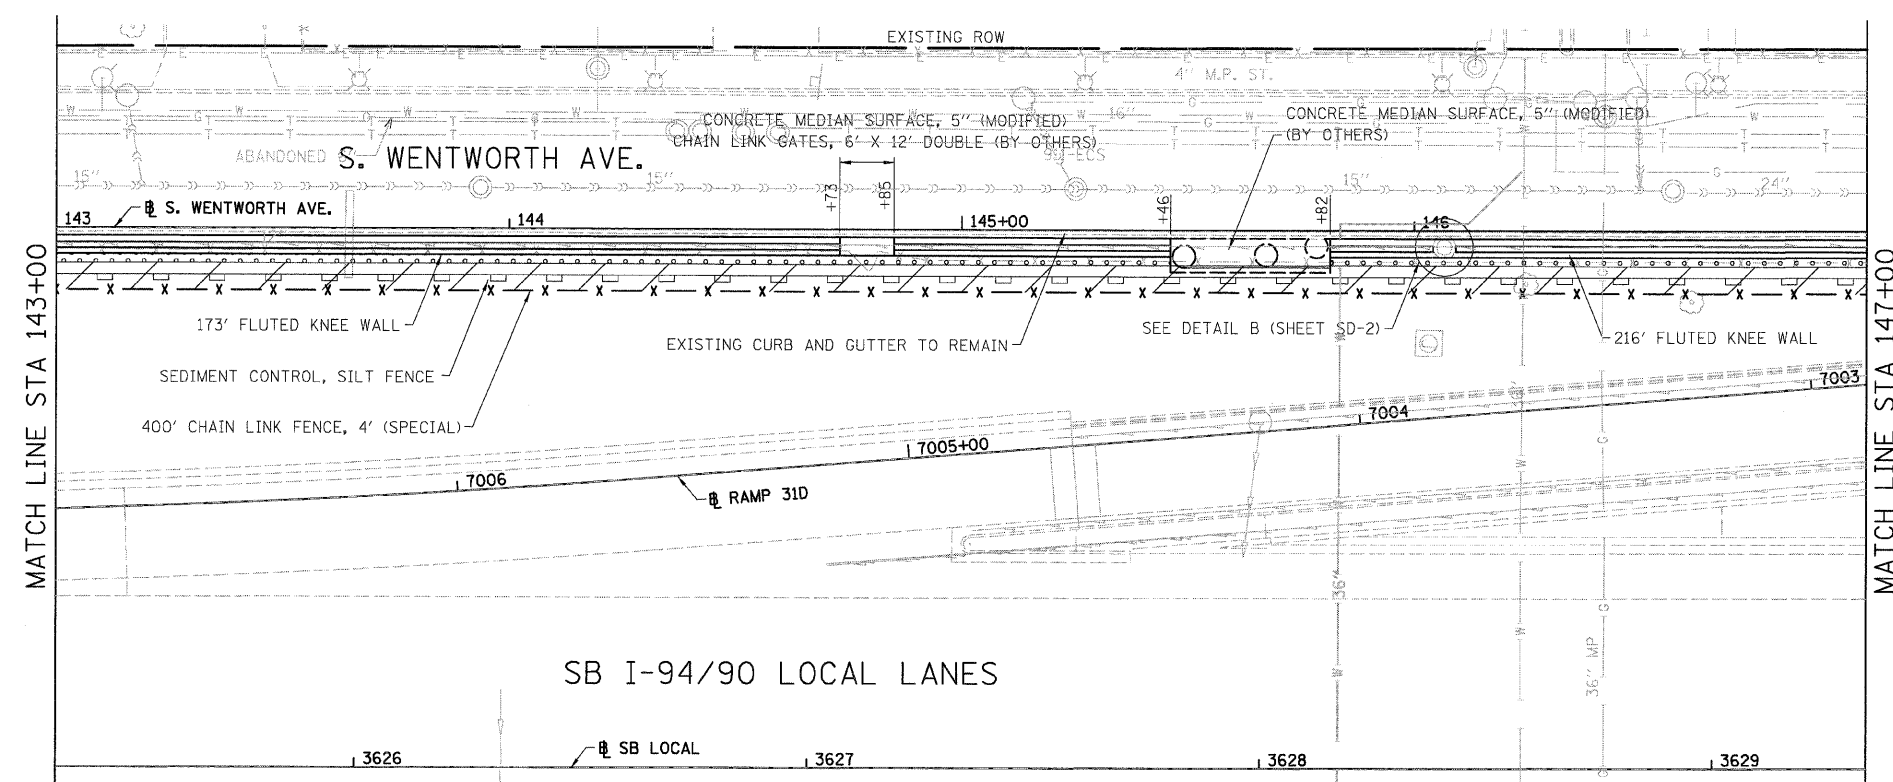 EXISTING ROW
4" M.P. ST.
16"
CONCRETE MEDIAN SURFACE, 5" (MODIFIED)
CHAIN LINK GATES, 6' X 12' DOUBLE (BY OTHERS)
CONCRETE MEDIAN SURFACE, 5" (MODIFIED)
(BY OTHERS)
ABANDONED
S. WENTWORTH AVE.
15"
15"
15"
24"
+73
+85
+46
+82
143
℄ S. WENTWORTH AVE.
144
145+00
146
MATCH LINE STA 143+00
MATCH LINE STA 147+00
173' FLUTED KNEE WALL
EXISTING CURB AND GUTTER TO REMAIN
SEE DETAIL B (SHEET SD-2)
216' FLUTED KNEE WALL
SEDIMENT CONTROL, SILT FENCE
400' CHAIN LINK FENCE, 4' (SPECIAL)
7003
7004
7005+00
7006
℄ RAMP 31D
36"
36" MP
SB I-94/90 LOCAL LANES
℄ SB LOCAL
3626
3627
3628
3629